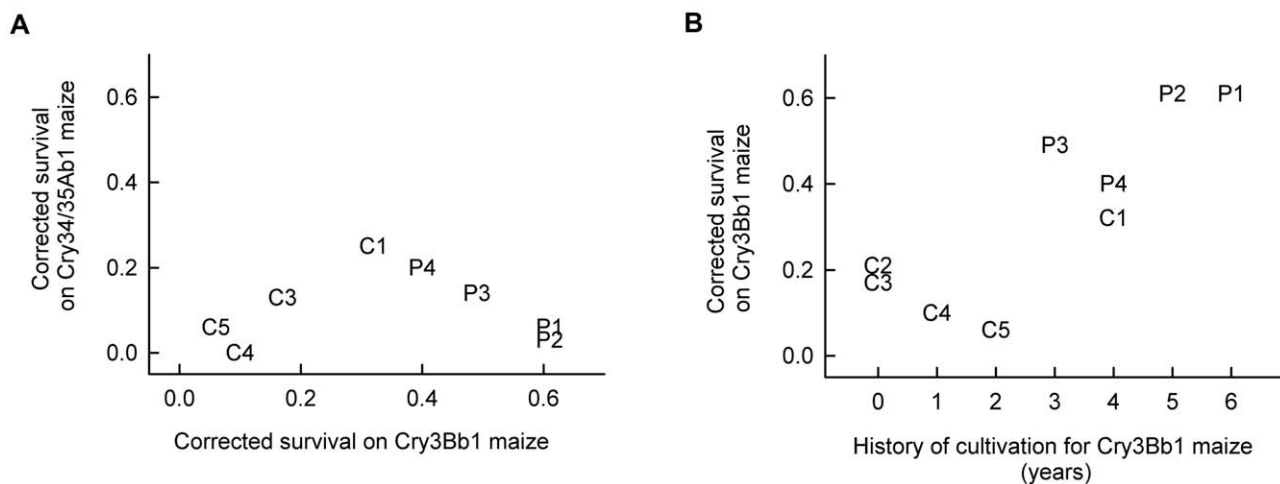 A
Corrected survival
on Cry34/35Ab1 maize
0.6
0.4
0.2
0.0
C1
P4
P3
C3
C5
C4
P1
P2
0.0 0.2 0.4 0.6
Corrected survival on Cry3Bb1 maize
B
Corrected survival
on Cry3Bb1 maize
0.6
0.4
0.2
0.0
P2 P1
P3
P4
C1
C2
C3
C4
C5
0 1 2 3 4 5 6
History of cultivation for Cry3Bb1 maize
(years)